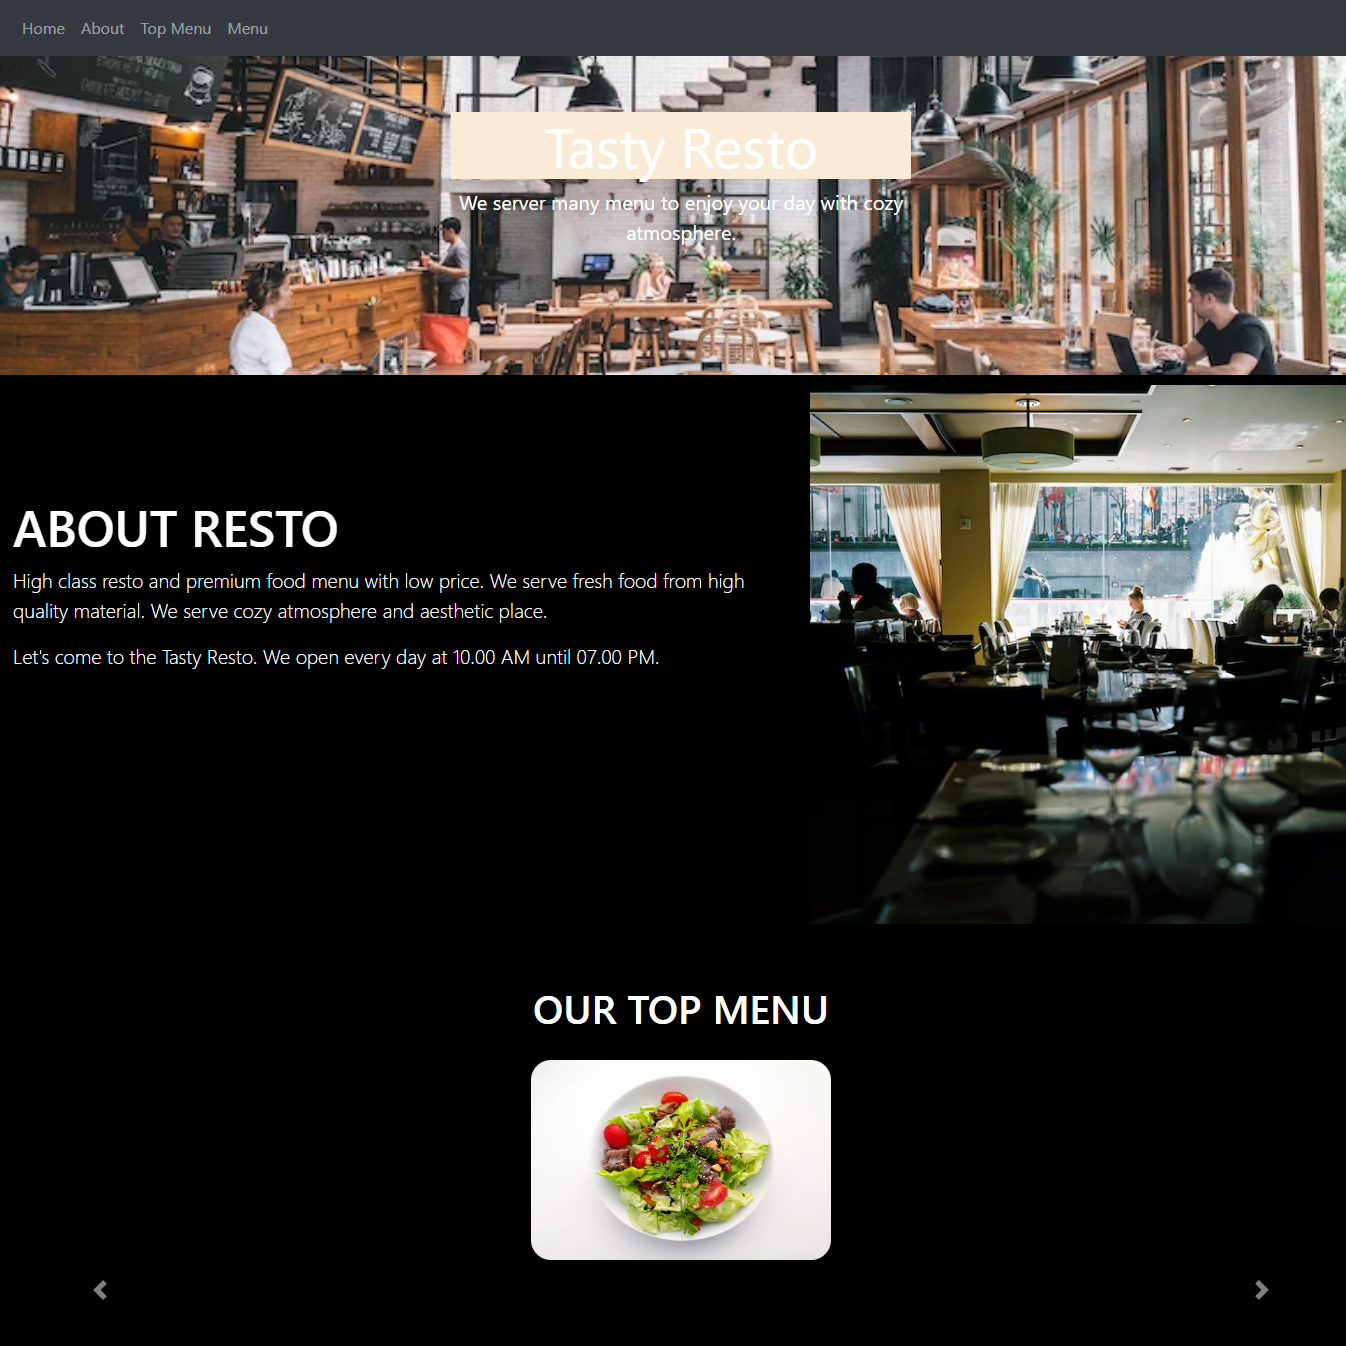 Home About Top Menu Menu
Tasty Resto
We server many menu to enjoy your day with cozy
atmosphere.
ABOUT RESTO
High class resto and premium food menu with low price. We serve fresh food from high
quality material. We serve cozy atmosphere and aesthetic place.
Let's come to the Tasty Resto. We open every day at 10.00 AM until 07.00 PM.
OUR TOP MENU